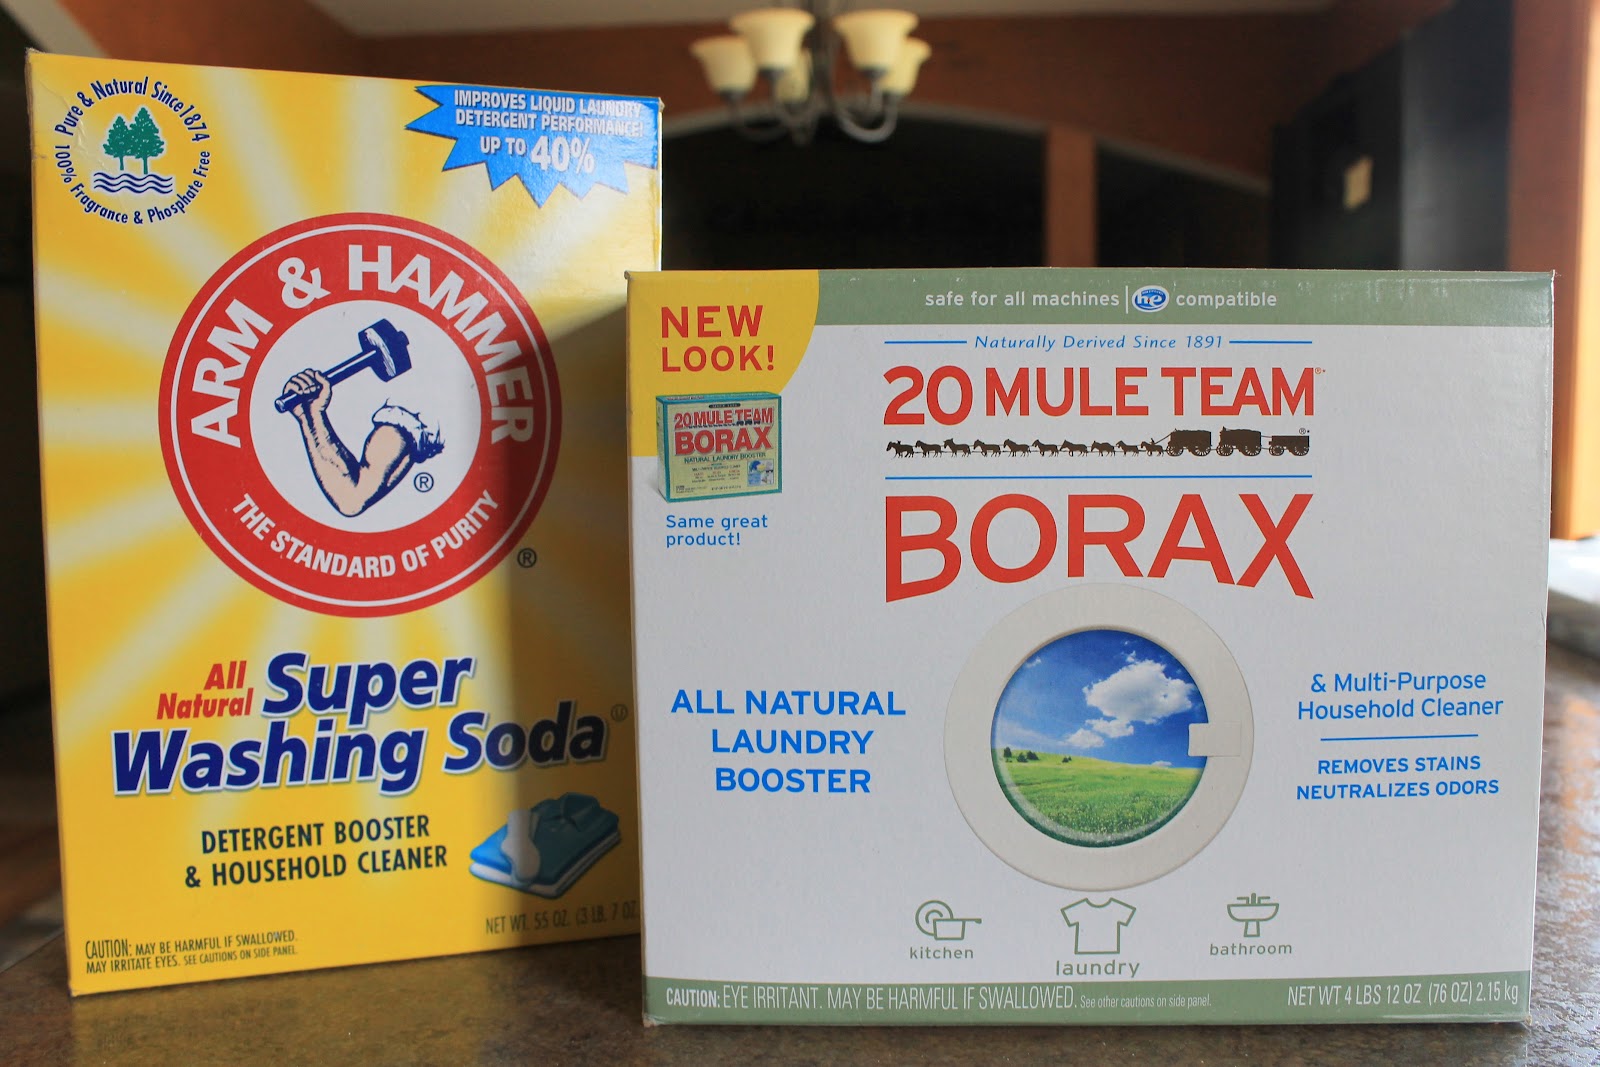 Pure & Natural Since 1874
100% Fragrance & Phosphate Free
IMPROVES LIQUID LAUNDRY
DETERGENT PERFORMANCE!
UP TO 40%
ARM & HAMMER
®
THE STANDARD OF PURITY
®
All
Natural
Super
Washing Soda
DETERGENT BOOSTER
& HOUSEHOLD CLEANER
NET WT. 55 OZ. (3 LB. 7 OZ.
CAUTION: MAY BE HARMFUL IF SWALLOWED.
MAY IRRITATE EYES. SEE CAUTIONS ON SIDE PANEL.
NEW
LOOK!
20 MULE TEAM
BORAX
NATURAL LAUNDRY BOOSTER
Same great
product!
safe for all machines | he compatible
Naturally Derived Since 1891
20 MULE TEAM®
®
BORAX
ALL NATURAL
LAUNDRY
BOOSTER
& Multi-Purpose
Household Cleaner
REMOVES STAINS
NEUTRALIZES ODORS
kitchen
laundry
bathroom
CAUTION: EYE IRRITANT. MAY BE HARMFUL IF SWALLOWED. See other cautions on side panel.
NET WT 4 LBS 12 OZ (76 OZ) 2.15 kg